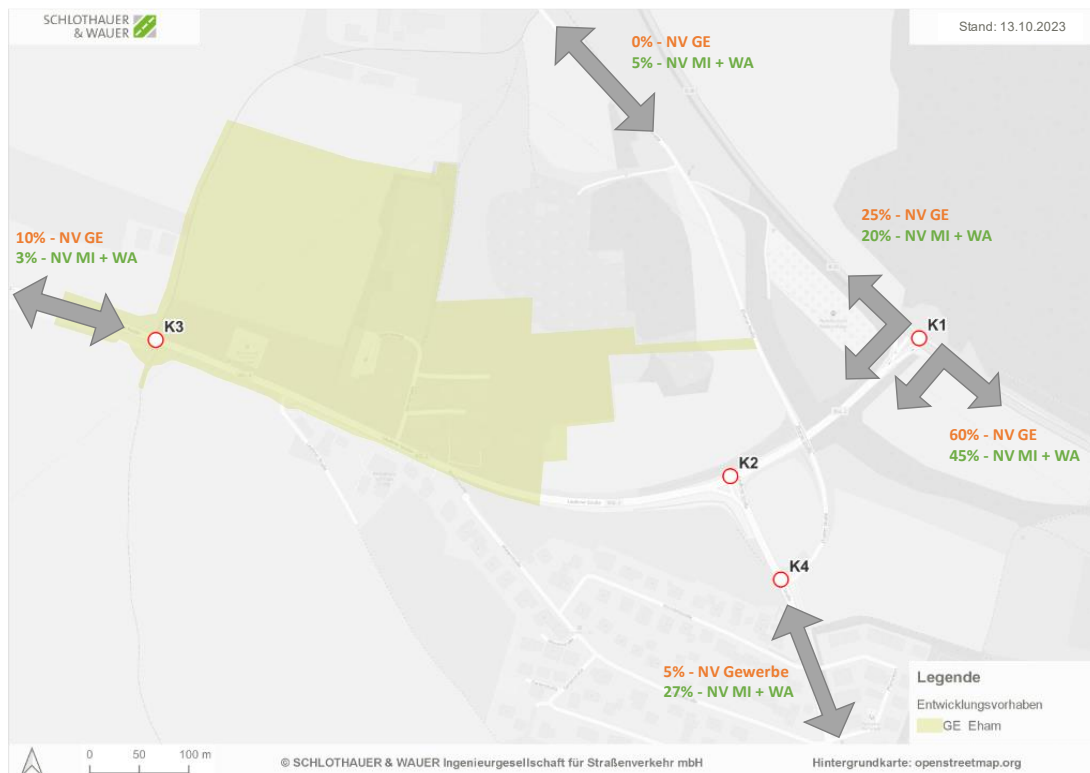 SCHLOTHAUER
& WAUER
Stand: 13.10.2023
0% - NV GE
5% - NV MI + WA
25% - NV GE
20% - NV MI + WA
10% - NV GE
3% - NV MI + WA
K3
K1
60% - NV GE
45% - NV MI + WA
K2
K4
5% - NV Gewerbe
27% - NV MI + WA
Legende
Entwicklungsvorhaben
GE Eham
0 50 100 m
© SCHLOTHAUER & WAUER Ingenieurgesellschaft für Straßenverkehr mbH
Hintergrundkarte: openstreetmap.org